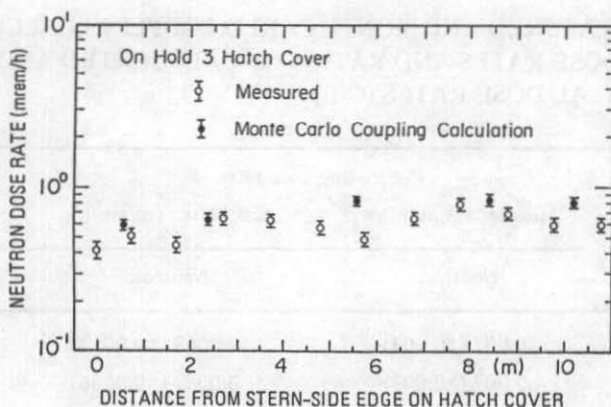 10¹
On Hold 3 Hatch Cover
Measured
Monte Carlo Coupling Calculation
10⁰
10⁻¹
NEUTRON DOSE RATE (mrem/h)
0 2 4 6 8 (m) 10
DISTANCE FROM STERN-SIDE EDGE ON HATCH COVER